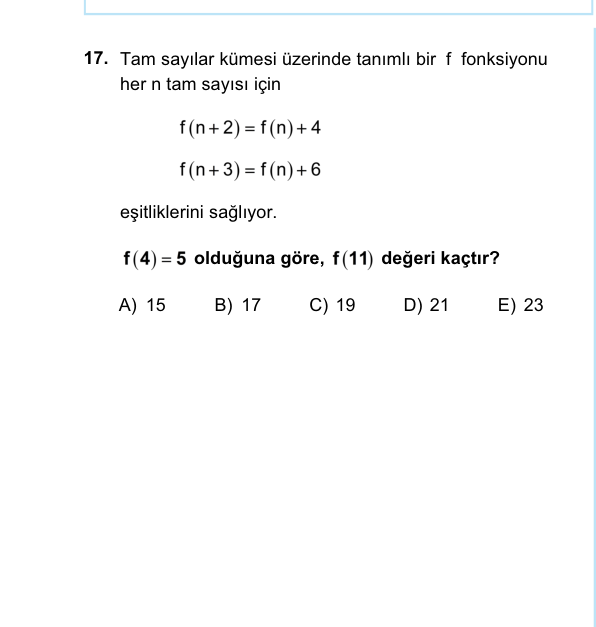 17. Tam sayılar kümesi üzerinde tanımlı bir f fonksiyonu
her n tam sayısı için
f(n+2) = f(n) + 4
f(n+3) = f(n) + 6
eşitliklerini sağlıyor.
f(4) = 5 olduğuna göre, f(11) değeri kaçtır?
A) 15 B) 17 C) 19 D) 21 E) 23